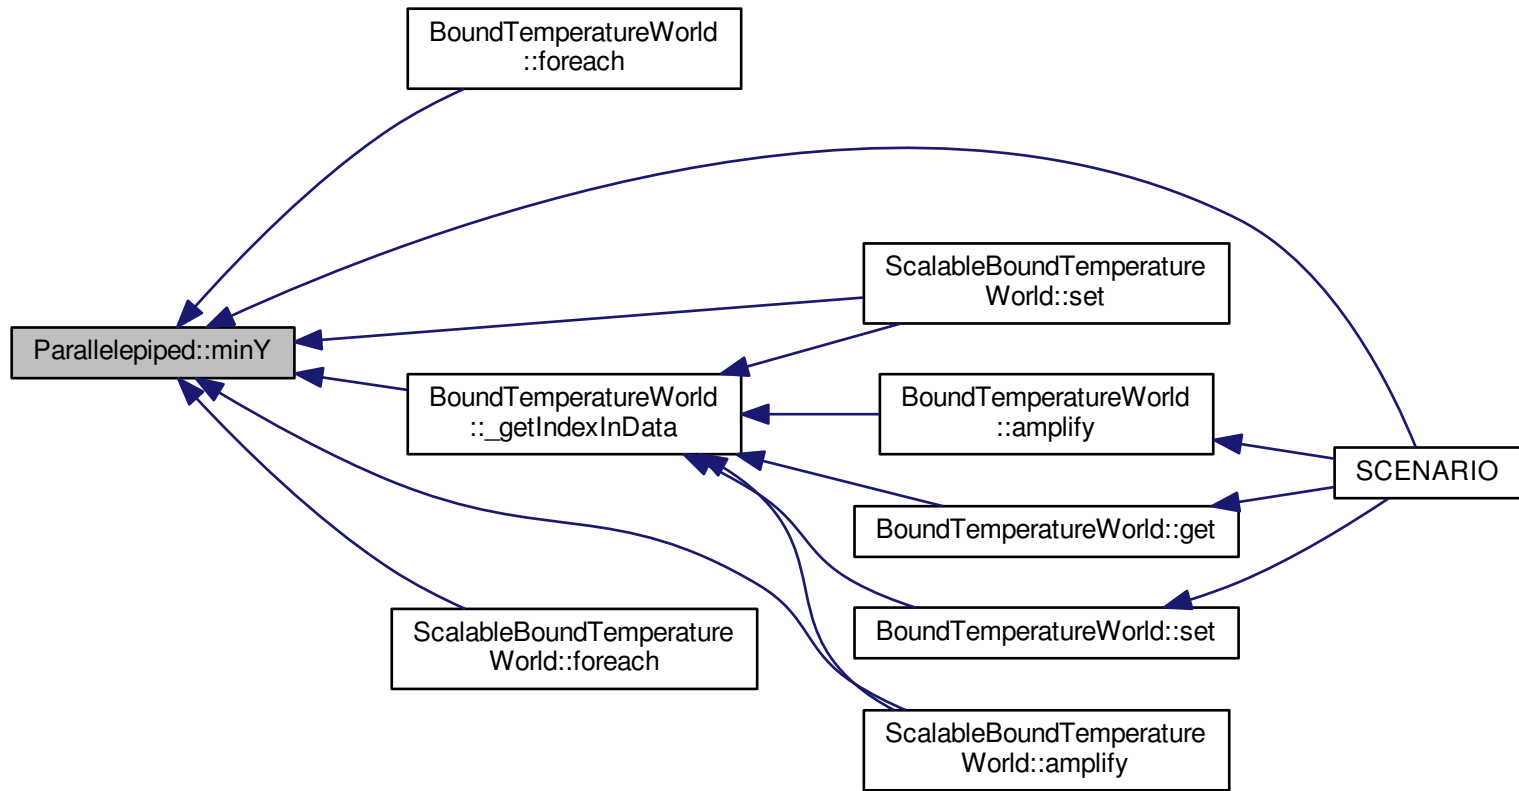 BoundTemperatureWorld
::foreach
ScalableBoundTemperature
World::set
Parallelepiped::minY
BoundTemperatureWorld
::_getIndexInData
BoundTemperatureWorld
::amplify
SCENARIO
BoundTemperatureWorld::get
BoundTemperatureWorld::set
ScalableBoundTemperature
World::foreach
ScalableBoundTemperature
World::amplify